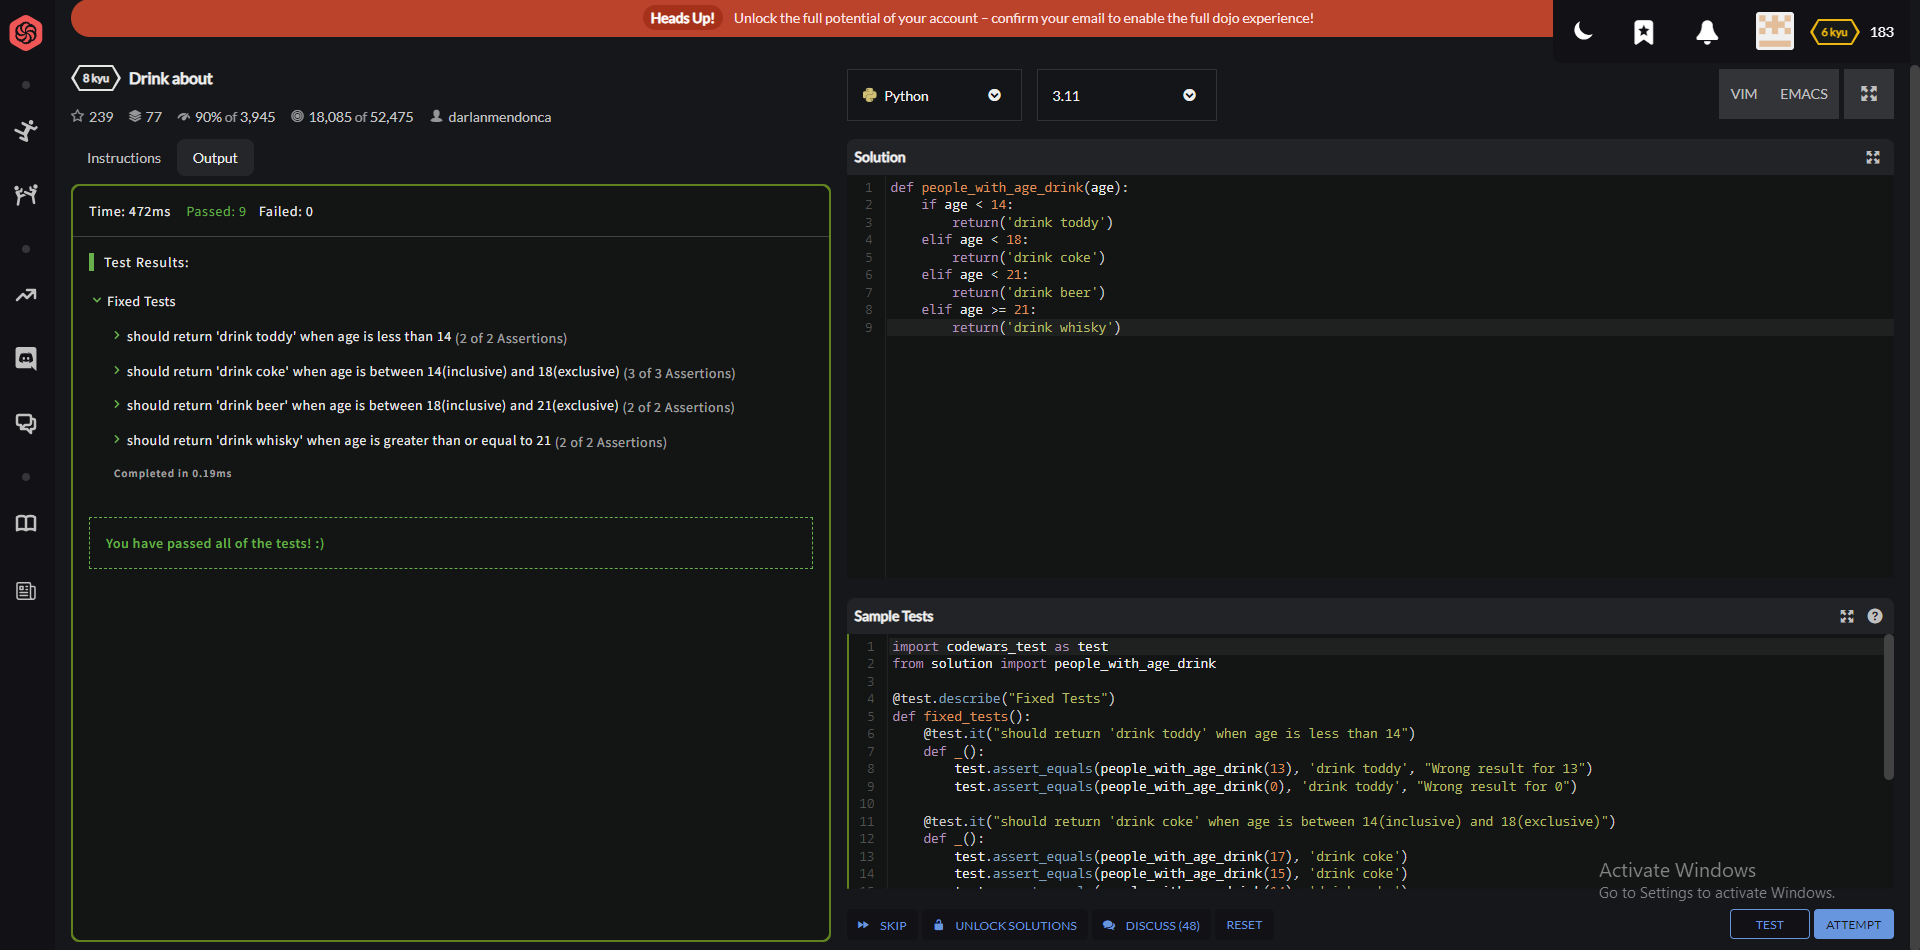 Heads Up! Unlock the full potential of your account – confirm your email to enable the full dojo experience!
6 kyu 183
8 kyu Drink about
239 77 90% of 3,945 18,085 of 52,475 darlanmendonca
Instructions Output
Time: 472ms Passed: 9 Failed: 0
Test Results:
Fixed Tests
should return 'drink toddy' when age is less than 14 (2 of 2 Assertions)
should return 'drink coke' when age is between 14(inclusive) and 18(exclusive) (3 of 3 Assertions)
should return 'drink beer' when age is between 18(inclusive) and 21(exclusive) (2 of 2 Assertions)
should return 'drink whisky' when age is greater than or equal to 21 (2 of 2 Assertions)
Completed in 0.19ms
You have passed all of the tests! :)
Python 3.11 VIM EMACS
Solution
1 def people_with_age_drink(age):
2 if age < 14:
3 return('drink toddy')
4 elif age < 18:
5 return('drink coke')
6 elif age < 21:
7 return('drink beer')
8 elif age >= 21:
9 return('drink whisky')
Sample Tests
1 import codewars_test as test
2 from solution import people_with_age_drink
3
4 @test.describe("Fixed Tests")
5 def fixed_tests():
6 @test.it("should return 'drink toddy' when age is less than 14")
7 def _():
8 test.assert_equals(people_with_age_drink(13), 'drink toddy', "Wrong result for 13")
9 test.assert_equals(people_with_age_drink(0), 'drink toddy', "Wrong result for 0")
10
11 @test.it("should return 'drink coke' when age is between 14(inclusive) and 18(exclusive)")
12 def _():
13 test.assert_equals(people_with_age_drink(17), 'drink coke')
14 test.assert_equals(people_with_age_drink(15), 'drink coke')
Activate Windows
Go to Settings to activate Windows.
SKIP UNLOCK SOLUTIONS DISCUSS (48) RESET TEST ATTEMPT